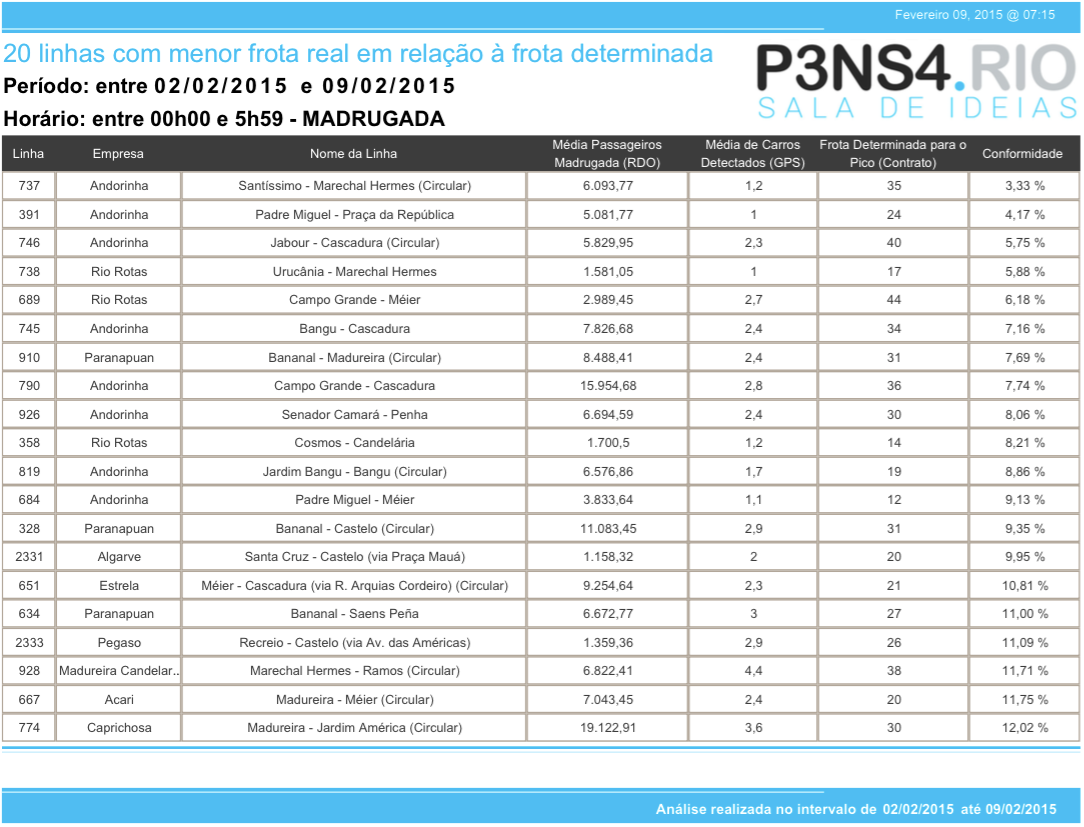 Fevereiro 09, 2015 @ 07:15
20 linhas com menor frota real em relação à frota determinada
Período: entre 02/02/2015 e 09/02/2015
Horário: entre 00h00 e 5h59 - MADRUGADA
P3NS4.RIO
SALA DE IDEIAS
Linha Empresa Nome da Linha Média Passageiros Madrugada (RDO) Média de Carros Detectados (GPS) Frota Determinada para o Pico (Contrato) Conformidade
737 Andorinha Santíssimo - Marechal Hermes (Circular) 6.093,77 1,2 35 3,33 %
391 Andorinha Padre Miguel - Praça da República 5.081,77 1 24 4,17 %
746 Andorinha Jabour - Cascadura (Circular) 5.829,95 2,3 40 5,75 %
738 Rio Rotas Urucânia - Marechal Hermes 1.581,05 1 17 5,88 %
689 Rio Rotas Campo Grande - Méier 2.989,45 2,7 44 6,18 %
745 Andorinha Bangu - Cascadura 7.826,68 2,4 34 7,16 %
910 Paranapuan Bananal - Madureira (Circular) 8.488,41 2,4 31 7,69 %
790 Andorinha Campo Grande - Cascadura 15.954,68 2,8 36 7,74 %
926 Andorinha Senador Camará - Penha 6.694,59 2,4 30 8,06 %
358 Rio Rotas Cosmos - Candelária 1.700,5 1,2 14 8,21 %
819 Andorinha Jardim Bangu - Bangu (Circular) 6.576,86 1,7 19 8,86 %
684 Andorinha Padre Miguel - Méier 3.833,64 1,1 12 9,13 %
328 Paranapuan Bananal - Castelo (Circular) 11.083,45 2,9 31 9,35 %
2331 Algarve Santa Cruz - Castelo (via Praça Mauá) 1.158,32 2 20 9,95 %
651 Estrela Méier - Cascadura (via R. Arquias Cordeiro) (Circular) 9.254,64 2,3 21 10,81 %
634 Paranapuan Bananal - Saens Peña 6.672,77 3 27 11,00 %
2333 Pegaso Recreio - Castelo (via Av. das Américas) 1.359,36 2,9 26 11,09 %
928 Madureira Candelar.. Marechal Hermes - Ramos (Circular) 6.822,41 4,4 38 11,71 %
667 Acari Madureira - Méier (Circular) 7.043,45 2,4 20 11,75 %
774 Caprichosa Madureira - Jardim América (Circular) 19.122,91 3,6 30 12,02 %
Análise realizada no intervalo de 02/02/2015 até 09/02/2015